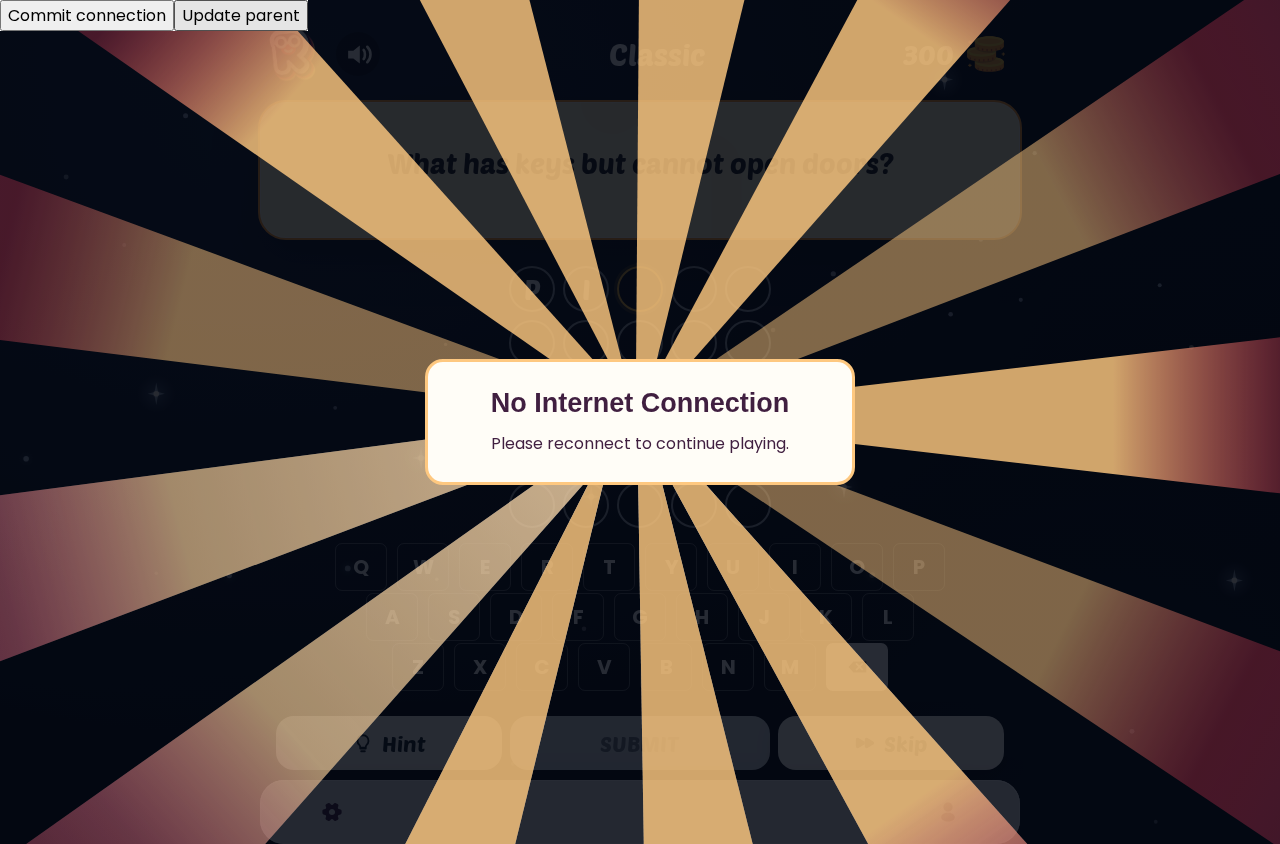 Commit connection Update parent
Classic 300
What has keys but cannot open doors?
P I
No Internet Connection
Please reconnect to continue playing.
Q W E R T Y U I O P
A S D F G H J K L
Z X C V B N M
Hint SUBMIT Skip